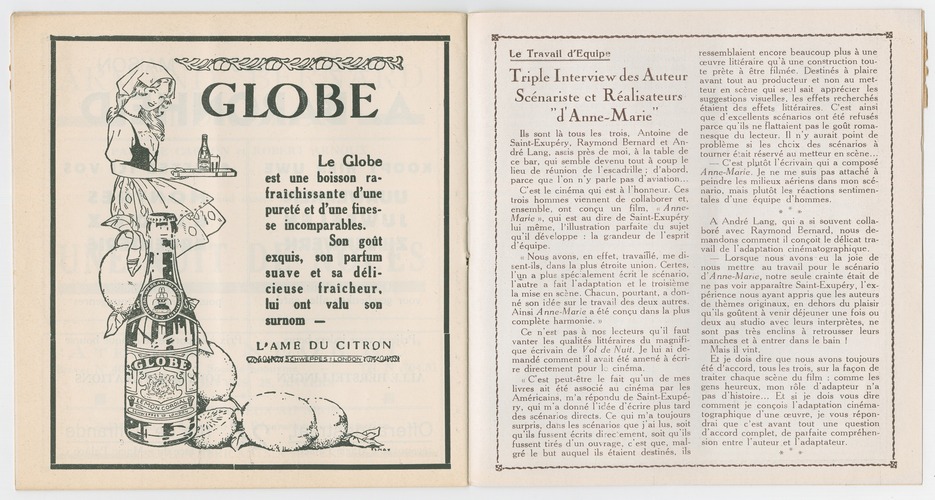 GLOBE
Le Globe
est une boisson ra-
fraîchissante d'une
pureté et d'une fines-
se incomparables.
Son goût
exquis, son parfum
suave et sa déli-
cieuse fraîcheur,
lui ont valu son
surnom —
L'AME DU CITRON
SCHWEPPES LONDON
GLOBE
Le Travail d'Equipe
Triple Interview des Auteur
Scénariste et Réalisateurs
"d'Anne-Marie"
Ils sont là tous les trois, Antoine de
Saint-Exupéry, Raymond Bernard et An-
dré Lang, assis près de moi, à la table de
ce bar, qui semble devenu tout à coup le
lieu de réunion de l'escadrille ; d'abord,
parce que l'on n'y parle pas d'aviation...
C'est le cinéma qui est à l'honneur. Ces
trois hommes viennent de collaborer et,
ensemble, ont conçu un film, « Anne-
Marie », qui est au dire de Saint-Exupéry
lui même, l'illustration parfaite du sujet
qu'il développe : la grandeur de l'esprit
d'équipe.
« Nous avons, en effet, travaillé, me di-
sent-ils, dans la plus étroite union. Certes,
l'un a plus spécialement écrit le scénario,
l'autre a fait l'adaptation et le troisième
la mise en scène. Chacun, pourtant, a don-
né son idée sur le travail des deux autres.
Ainsi Anne-Marie a été conçu dans la plus
complète harmonie. »
Ce n'est pas à nos lecteurs qu'il faut
vanter les qualités littéraires du magnifi-
que écrivain de Vol de Nuit. Je lui ai de-
mandé comment il avait été amené à écri-
re directement pour le cinéma.
« C'est peut-être le fait qu'un de mes
livres ait été associé au cinéma par les
Américains, m'a répondu de Saint-Exupé-
ry, qui m'a donné l'idée d'écrire plus tard
des scénarios directs. Ce qui m'a toujours
surpris, dans les scénarios que j'ai lus, soit
qu'ils fussent écrits directement, soit qu'ils
fussent tirés d'un ouvrage, c'est que, mal-
gré le but auquel ils étaient destinés, ils
ressemblaient encore beaucoup plus à une
œuvre littéraire qu'à une construction tou-
te prête à être filmée. Destinés à plaire
avant tout au producteur et non au met-
teur en scène qui seul sait apprécier les
suggestions visuelles, les effets recherchés
étaient des effets littéraires. C'est ainsi
que d'excellents scénarios ont été refusés
parce qu'ils ne flattaient pas le goût roma-
nesque du lecteur. Il n'y aurait point de
problème si les choix des scénarios à
tourner était réservé au metteur en scène...
— C'est plutôt l'écrivain qui a composé
Anne-Marie. Je ne me suis pas attaché à
peindre les milieux aériens dans mon scé-
nario, mais plutôt les réactions sentimen-
tales d'une équipe d'hommes.
* * *
A André Lang, qui a si souvent colla-
boré avec Raymond Bernard, nous de-
mandons comment il conçoit le délicat tra-
vail de l'adaptation cinématographique.
— Lorsque nous avons eu la joie de
nous mettre au travail pour le scénario
d'Anne-Marie, notre seule crainte était de
ne pas voir apparaître Saint-Exupéry, l'ex-
périence nous ayant appris que les auteurs
de thèmes originaux, en dehors du plaisir
qu'ils goûtent à venir déjeuner une fois ou
deux au studio avec leurs interprètes, ne
sont pas très enclins à retrousser leurs
manches et à entrer dans le bain !
Mais il vint.
Et je dois dire que nous avons toujours
été d'accord, tous les trois, sur la façon de
traiter chaque scène du film : comme les
gens heureux, mon rôle d'adapteur n'a
pas d'histoire... Et si je dois vous dire
comment je conçois l'adaptation cinéma-
tographique d'une œuvre, je vous répon-
drai que c'est avant tout une question
d'accord complet, de parfaite compréhen-
sion entre l'auteur et l'adaptateur.
* * *